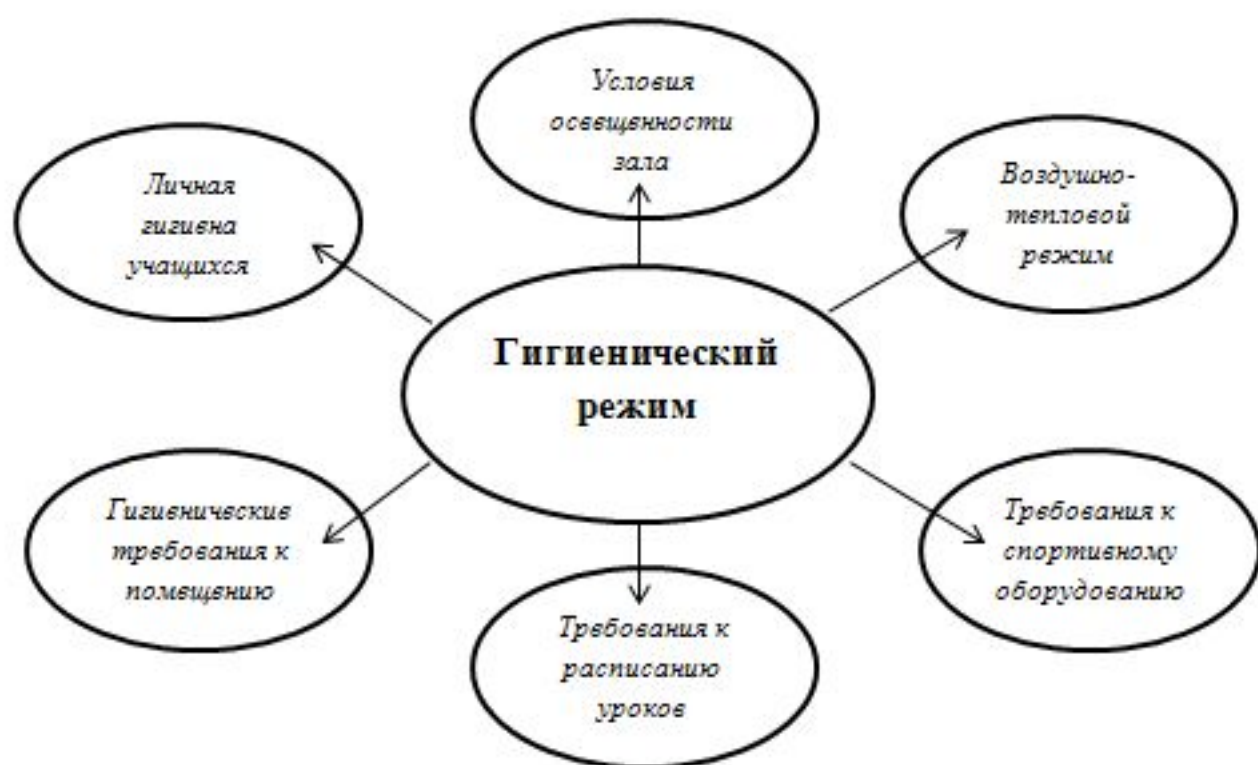 Условия
освещенности
зала
Личная
гигиена
учащихся
Воздушно-
тепловой
режим
Гигиенический
режим
Гигиенические
требования к
помещению
Требования к
спортивному
оборудованию
Требования к
расписанию
уроков